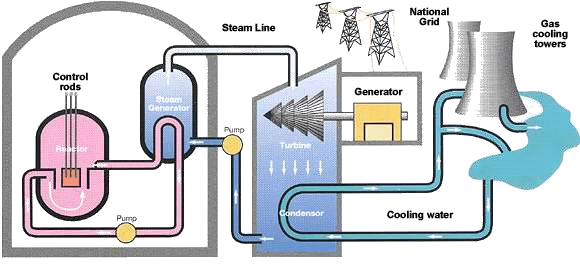 Steam Line
National
Grid
Gas
cooling
towers
Control
rods
Steam
Generator
Generator
Reactor
Pump
Turbine
Pump
Condensor
Cooling water